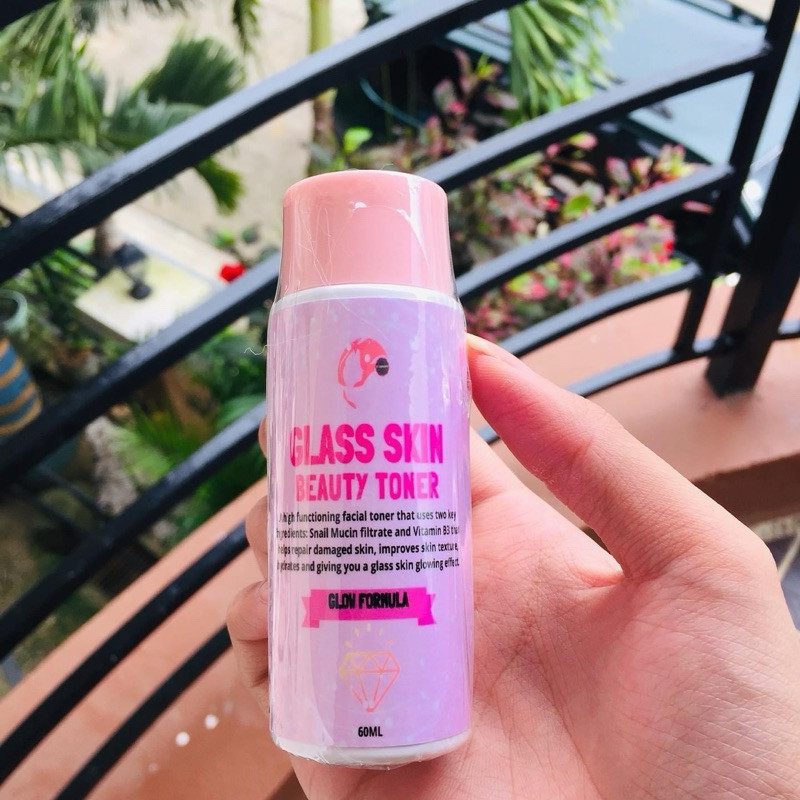 GLASS SKIN
BEAUTY TONER
A high functioning facial toner that uses two key
ingredients: Snail Mucin filtrate and Vitamin B3 that
helps repair damaged skin, improves skin texture,
hydrates and giving you a glass skin glowing effect.
GLOW FORMULA
60ML